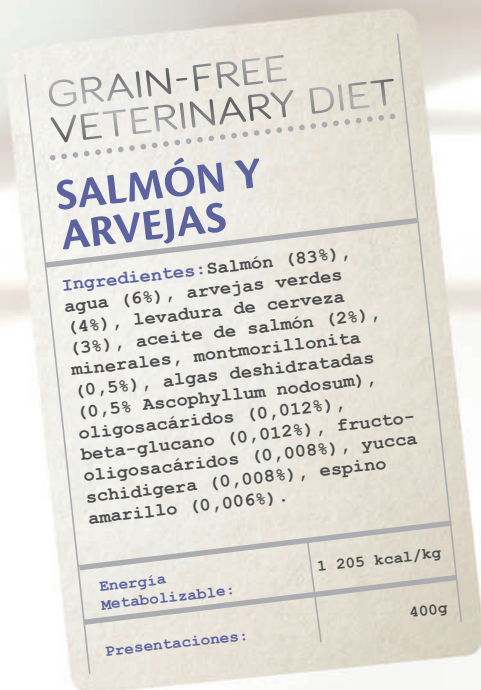 GRAIN-FREE
VETERINARY DIET
SALMÓN Y
ARVEJAS
Ingredientes:Salmón (83%),
agua (6%), arvejas verdes
(4%), levadura de cerveza
(3%), aceite de salmón (2%),
minerales, montmorillonita
(0,5%), algas deshidratadas
(0,5% Ascophyllum nodosum),
oligosacáridos (0,012%),
beta-glucano (0,012%), fructo-
oligosacáridos (0,008%), yucca
schidigera (0,008%), espino
amarillo (0,006%).
Energía
Metabolizable:
1 205 kcal/kg
Presentaciones:
400g